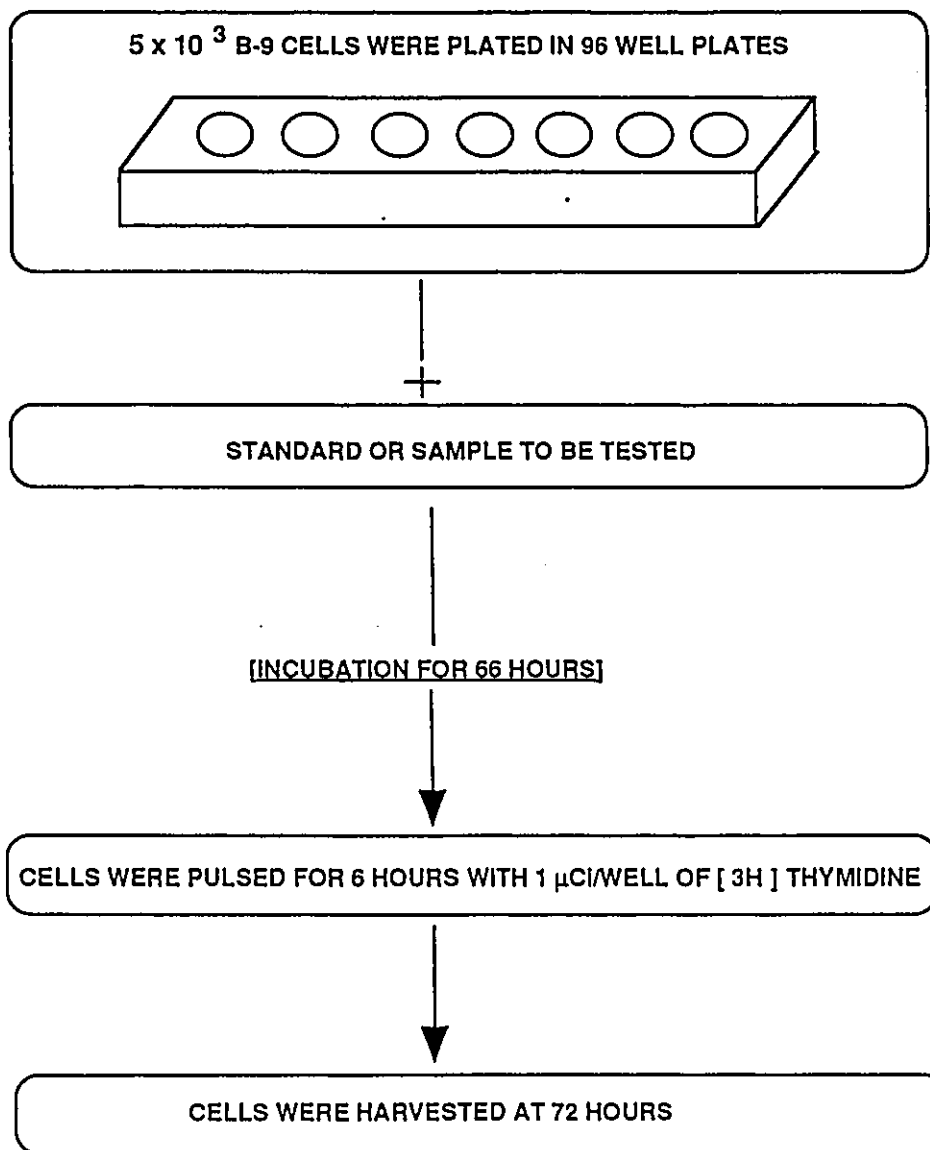 5 x 10 3 B-9 CELLS WERE PLATED IN 96 WELL PLATES
STANDARD OR SAMPLE TO BE TESTED
[INCUBATION FOR 66 HOURS]
CELLS WERE PULSED FOR 6 HOURS WITH 1 µCI/WELL OF [ 3H ] THYMIDINE
CELLS WERE HARVESTED AT 72 HOURS